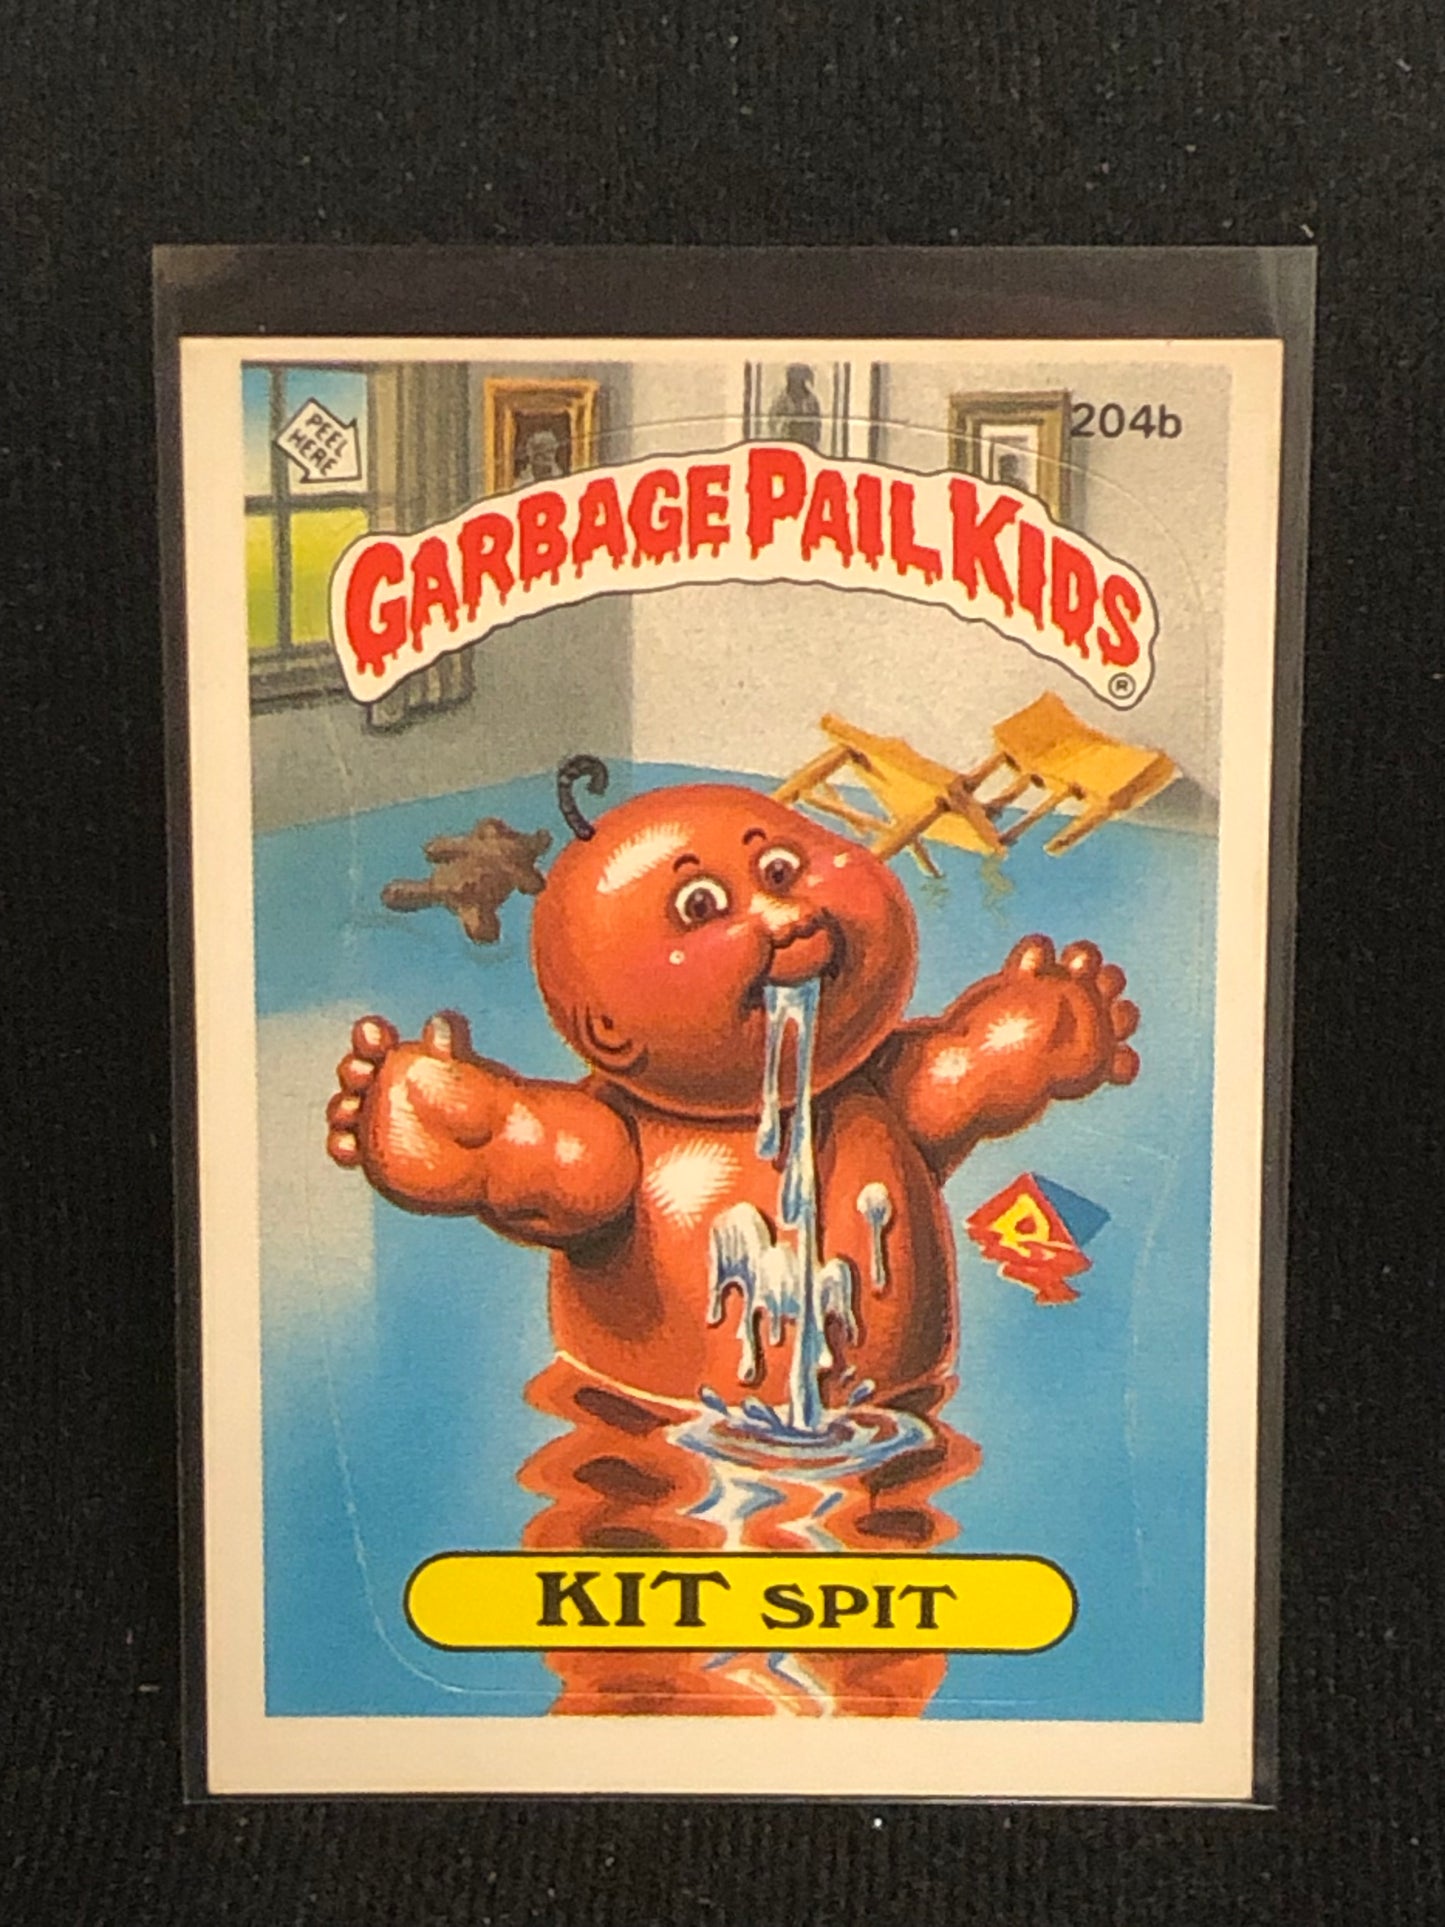 PEEL
HERE
204b
GARBAGE PAIL KIDS
®
KIT SPIT